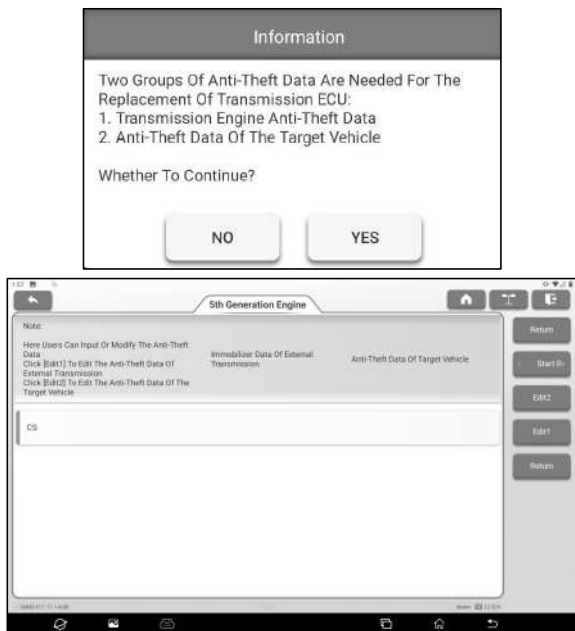 Information
Two Groups Of Anti-Theft Data Are Needed For The
Replacement Of Transmission ECU:
1. Transmission Engine Anti-Theft Data
2. Anti-Theft Data Of The Target Vehicle
Whether To Continue?
NO YES
5th Generation Engine
Note:
Here Users Can Input Or Modify The Anti-Theft
Data
Click [Edit1] To Edit The Anti-Theft Data Of
External Transmission
Click [Edit2] To Edit The Anti-Theft Data Of The
Target Vehicle
Immobilizer Data Of External
Transmission
Anti-Theft Data Of Target Vehicle
CS
Return
Start
Edit2
Edit1
Return